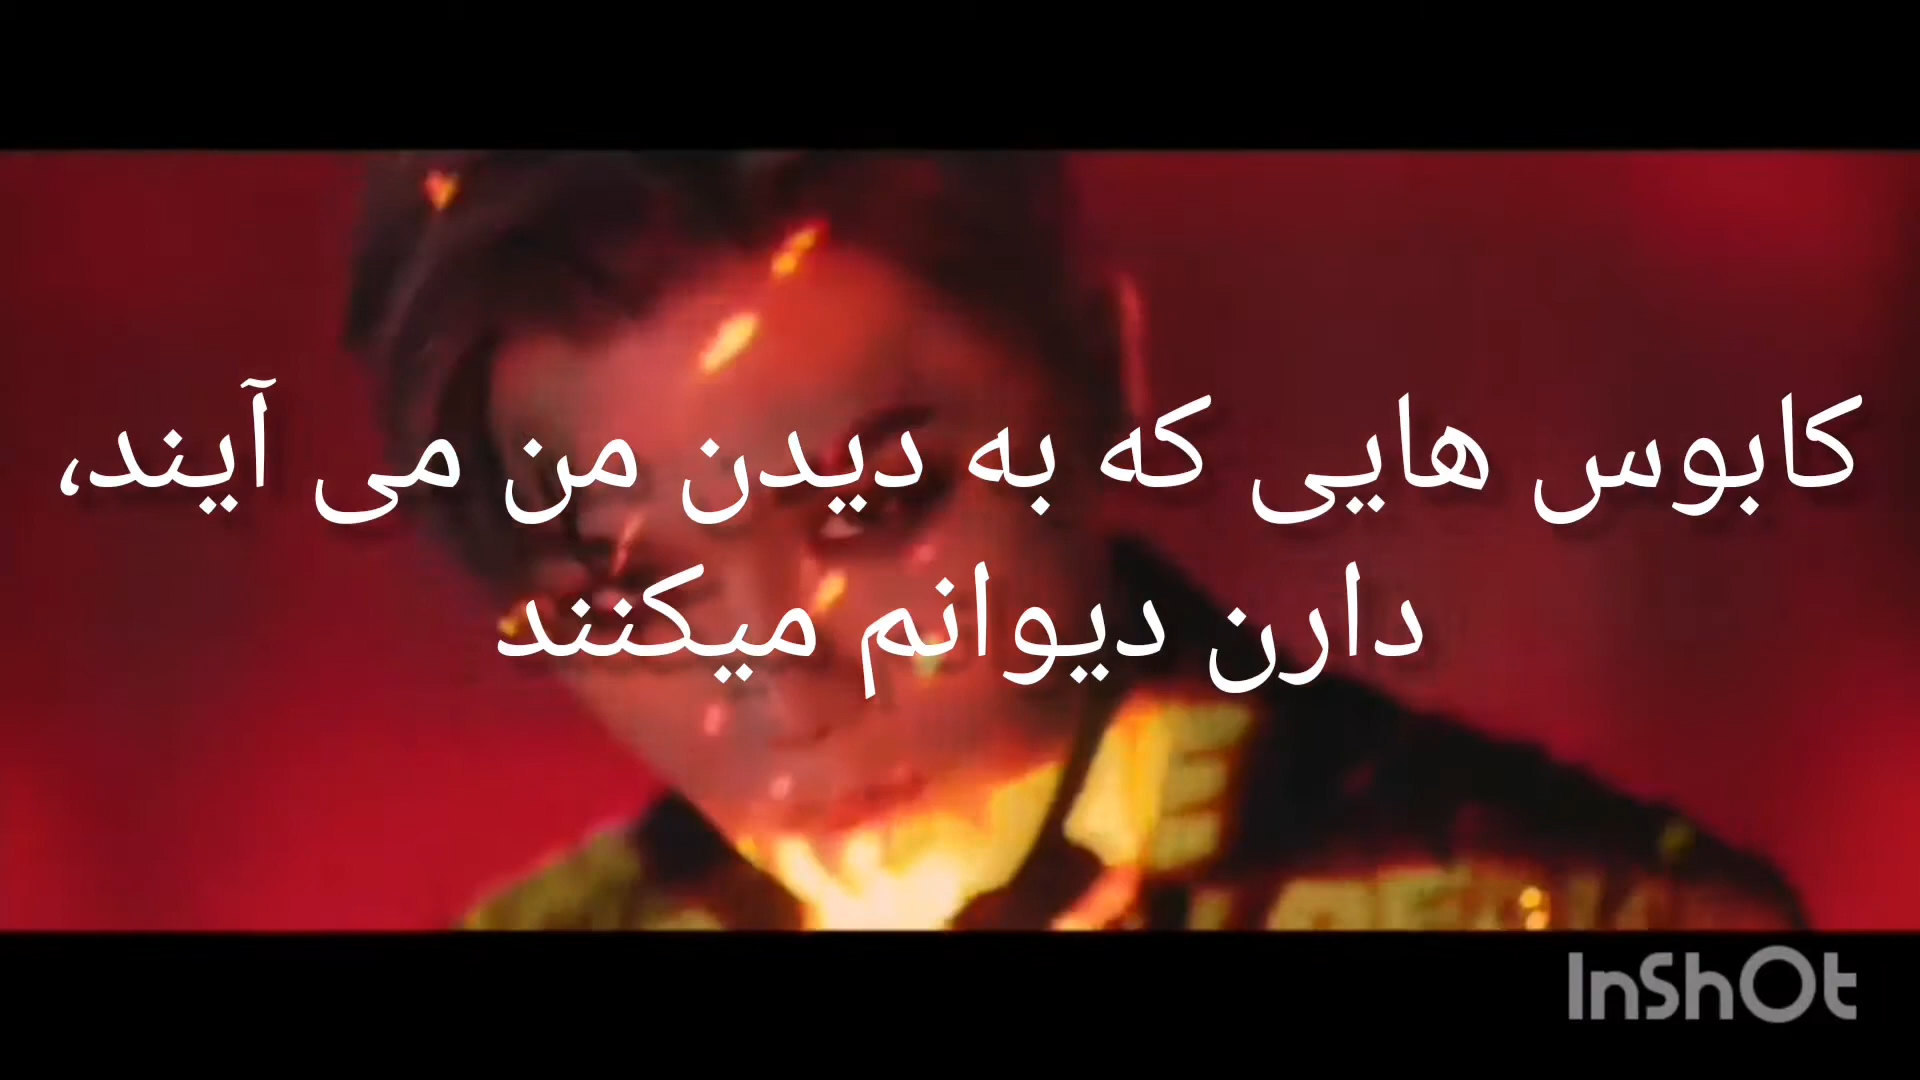 کابوس هایی که به دیدن من می آیند،
دارن دیوانم میکنند
InShOt